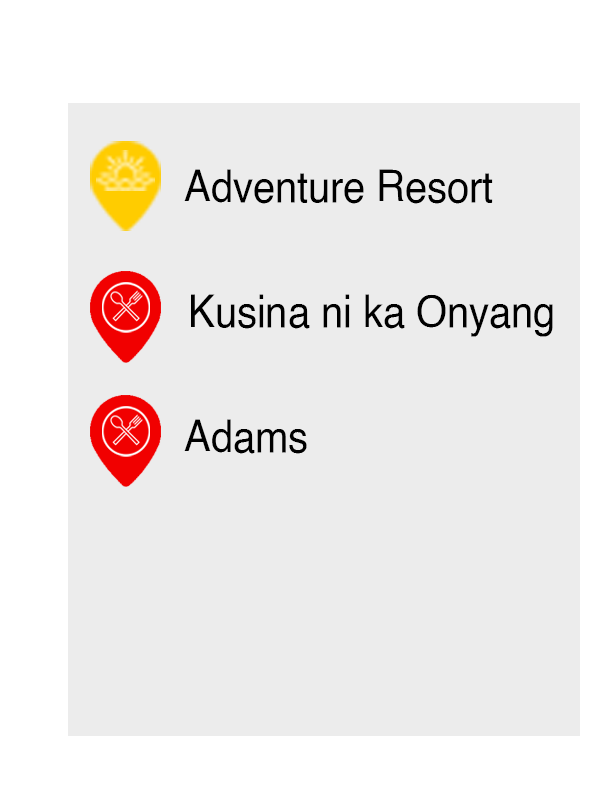 Adventure Resort
Kusina ni ka Onyang
Adams